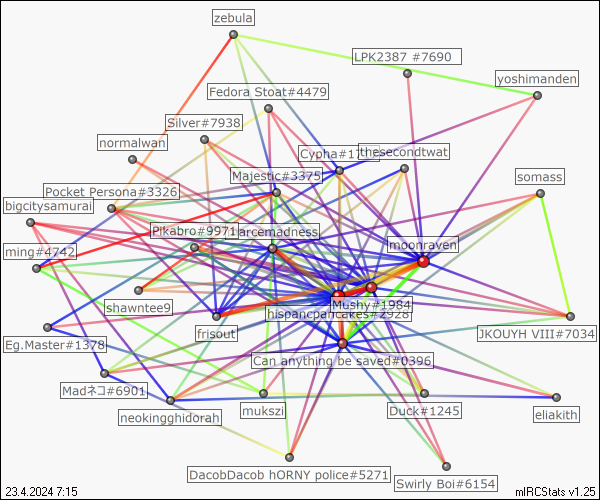 zebula
LPK2387 #7690
yoshimanden
Fedora Stoat#4479
Silver#7938
normalwan
Cypha#1
thesecondtwat
Majestic#3375
somass
Pocket Persona#3326
bigcitysamurai
Pikabro#9971
arcemadness
moonraven
ming#4742
shawntee9
Mushy#1984
hispancpancakes#2928
frisout
JKOUYH VIII#7034
Eg.Master#1378
Can anything be saved#0396
Madネコ#6901
neokingghidorah
mukszi
Duck#1245
eliakith
DacobDacob hORNY police#5271
Swirly Boi#6154
23.4.2024 7:15
mIRCStats v1.25